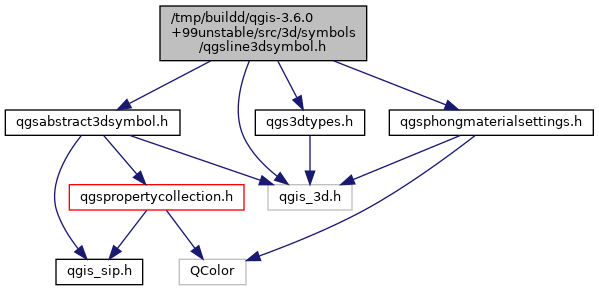 /tmp/buildd/qgis-3.6.0
+99unstable/src/3d/symbols
/qgsline3dsymbol.h
qgsabstract3dsymbol.h
qgs3dtypes.h
qgsphongmaterialsettings.h
qgspropertycollection.h
qgis_3d.h
qgis_sip.h
QColor